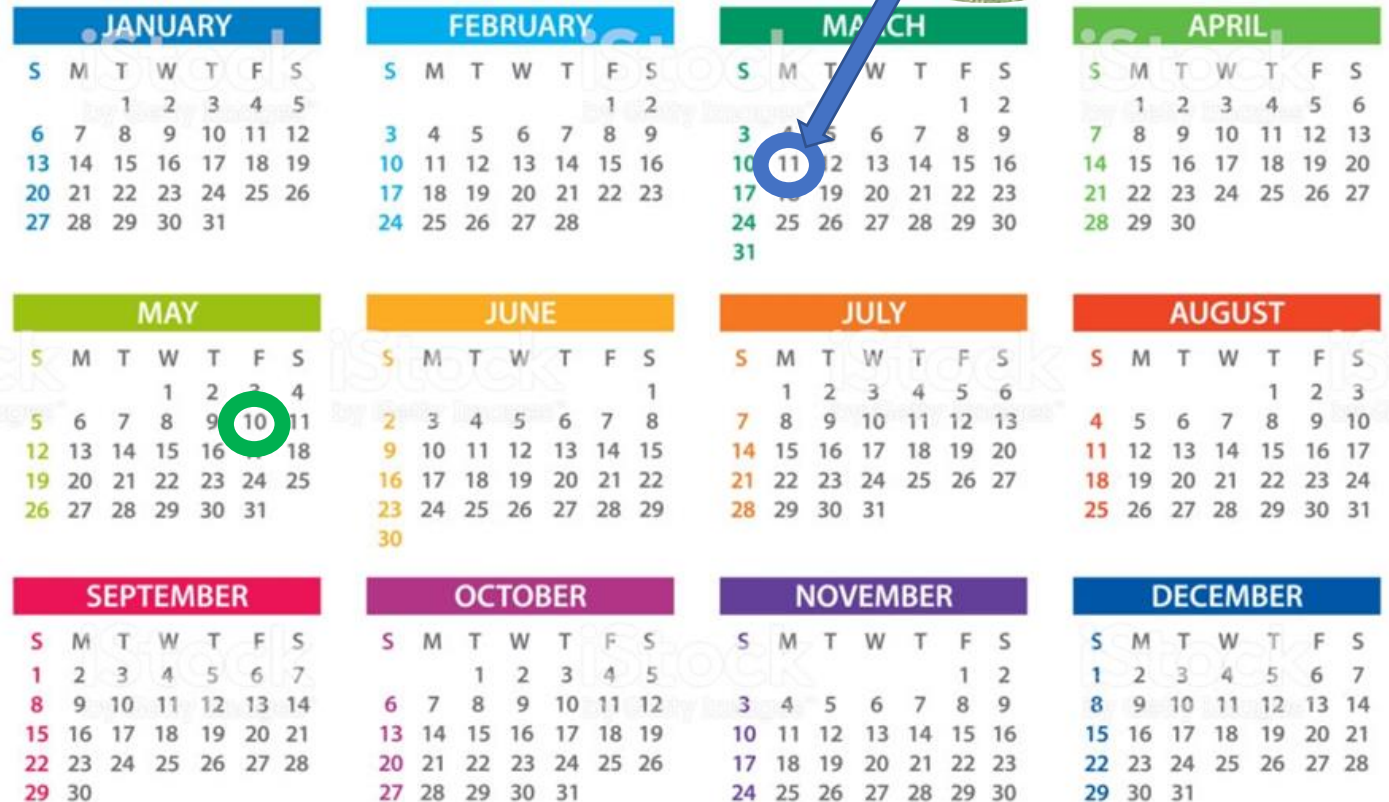 JANUARY
S M T W T F S
1 2 3 4 5
6 7 8 9 10 11 12
13 14 15 16 17 18 19
20 21 22 23 24 25 26
27 28 29 30 31
FEBRUARY
S M T W T F S
1 2
3 4 5 6 7 8 9
10 11 12 13 14 15 16
17 18 19 20 21 22 23
24 25 26 27 28
MARCH
S M T W T F S
1 2
3 4 5 6 7 8 9
10 11 12 13 14 15 16
17 19 20 21 22 23
24 25 26 27 28 29 30
31
APRIL
S M T W T F S
1 2 3 4 5 6
7 8 9 10 11 12 13
14 15 16 17 18 19 20
21 22 23 24 25 26 27
28 29 30
MAY
S M T W T F S
1 2 3 4
5 6 7 8 9 10 11
12 13 14 15 16 18
19 20 21 22 23 24 25
26 27 28 29 30 31
JUNE
S M T W T F S
1
2 3 4 5 6 7 8
9 10 11 12 13 14 15
16 17 18 19 20 21 22
23 24 25 26 27 28 29
30
JULY
S M T W T F S
1 2 3 4 5 6
7 8 9 10 11 12 13
14 15 16 17 18 19 20
21 22 23 24 25 26 27
28 29 30 31
AUGUST
S M T W T F S
1 2 3
4 5 6 7 8 9 10
11 12 13 14 15 16 17
18 19 20 21 22 23 24
25 26 27 28 29 30 31
SEPTEMBER
S M T W T F S
1 2 3 4 5 6 7
8 9 10 11 12 13 14
15 16 17 18 19 20 21
22 23 24 25 26 27 28
29 30
OCTOBER
S M T W T F S
1 2 3 4 5
6 7 8 9 10 11 12
13 14 15 16 17 18 19
20 21 22 23 24 25 26
27 28 29 30 31
NOVEMBER
S M T W T F S
1 2
3 4 5 6 7 8 9
10 11 12 13 14 15 16
17 18 19 20 21 22 23
24 25 26 27 28 29 30
DECEMBER
S M T W T F S
1 2 3 4 5 6 7
8 9 10 11 12 13 14
15 16 17 18 19 20 21
22 23 24 25 26 27 28
29 30 31
iStock
by Getty Images™